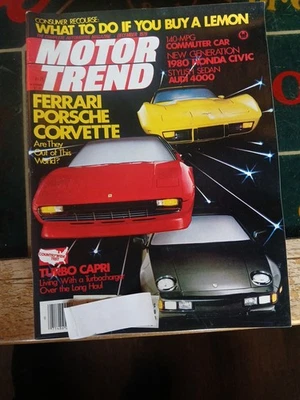 CONSUMER RECOURSE:
WHAT TO DO IF YOU BUY A LEMON
MOTOR
TREND
140-MPG
COMMUTER CAR
NEW GENERATION
1980 HONDA CIVIC
STYLISH SEDAN
AUDI 4000
FERRARI
PORSCHE
CORVETTE
Are They
Out of This
World?
TURBO CAPRI
Living With a Turbocharger
Over the Long Haul